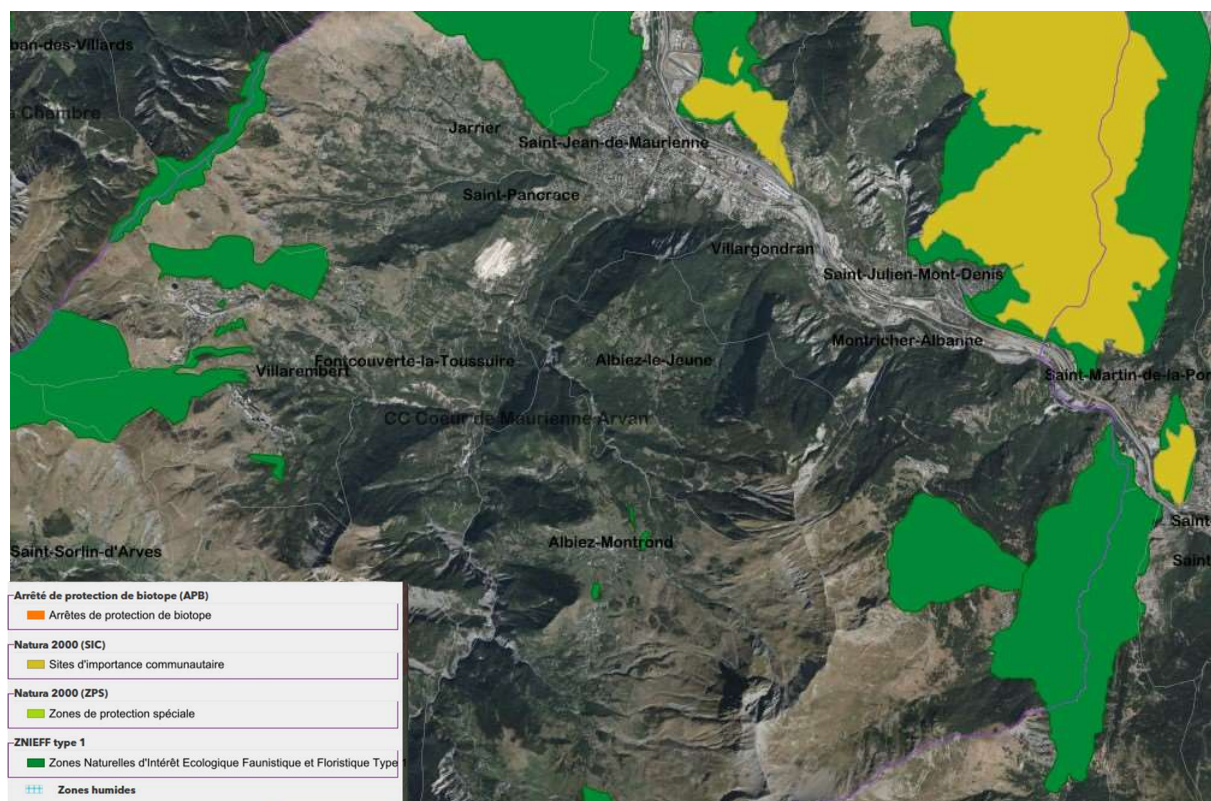 ban-des-Villards
a Chambre
Jarrier
Saint-Jean-de-Maurienne
Saint-Pancrace
Villargondran
Saint-Julien-Mont-Denis
Montricher-Albanne
Fontcouverte-la-Toussuire
Albiez-le-Jeune
Villarembert
Saint-Martin-de-la-Por
CC Coeur de Maurienne Arvan
Saint-
Albiez-Montrond
Saint-Sorlin-d'Arves
Saint
Arrêté de protection de biotope (APB)
Arrêtes de protection de biotope
Natura 2000 (SIC)
Sites d'importance communautaire
Natura 2000 (ZPS)
Zones de protection spéciale
ZNIEFF type 1
Zones Naturelles d'Intérêt Ecologique Faunistique et Floristique Type 1
Zones humides